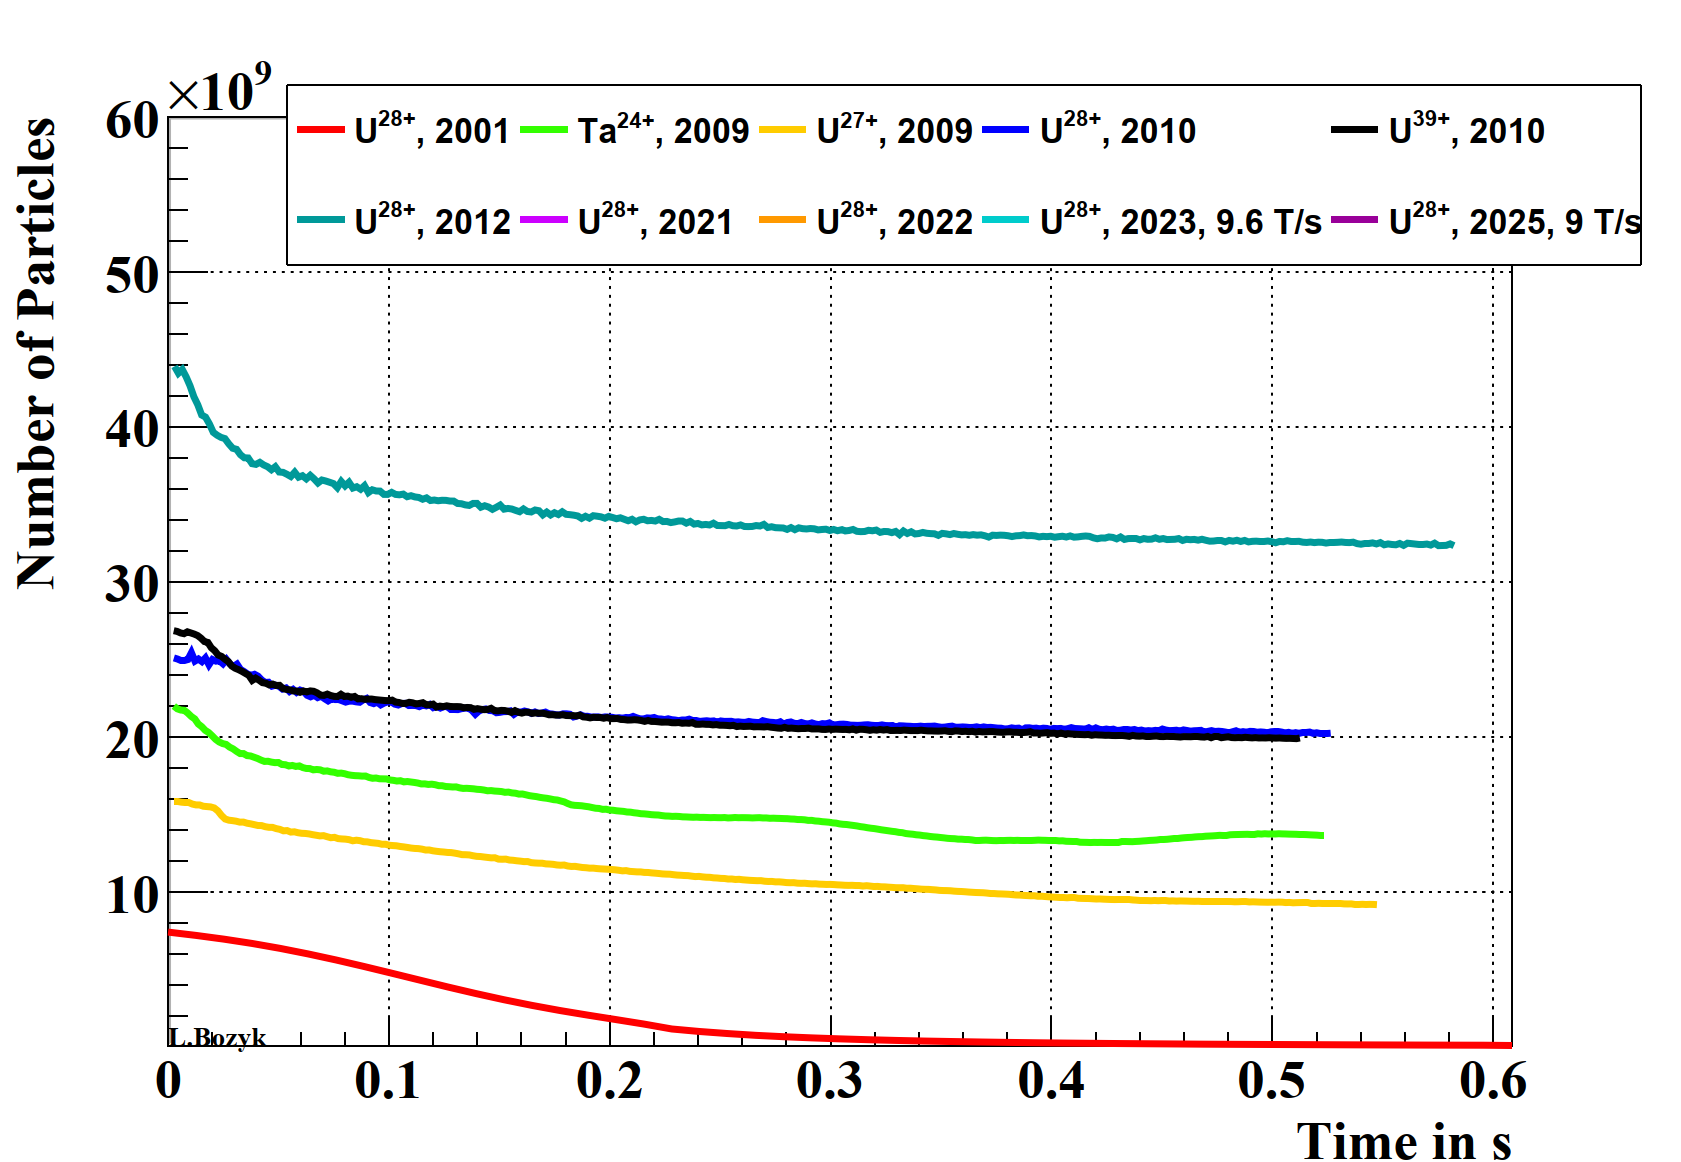 ×10⁹
60
U²⁸⁺, 2001 Ta²⁴⁺, 2009 U²⁷⁺, 2009 U²⁸⁺, 2010 U³⁹⁺, 2010
U²⁸⁺, 2012 U²⁸⁺, 2021 U²⁸⁺, 2022 U²⁸⁺, 2023, 9.6 T/s U²⁸⁺, 2025, 9 T/s
50
40
30
20
10
Number of Particles
L.Bozyk
0 0.1 0.2 0.3 0.4 0.5 0.6
Time in s